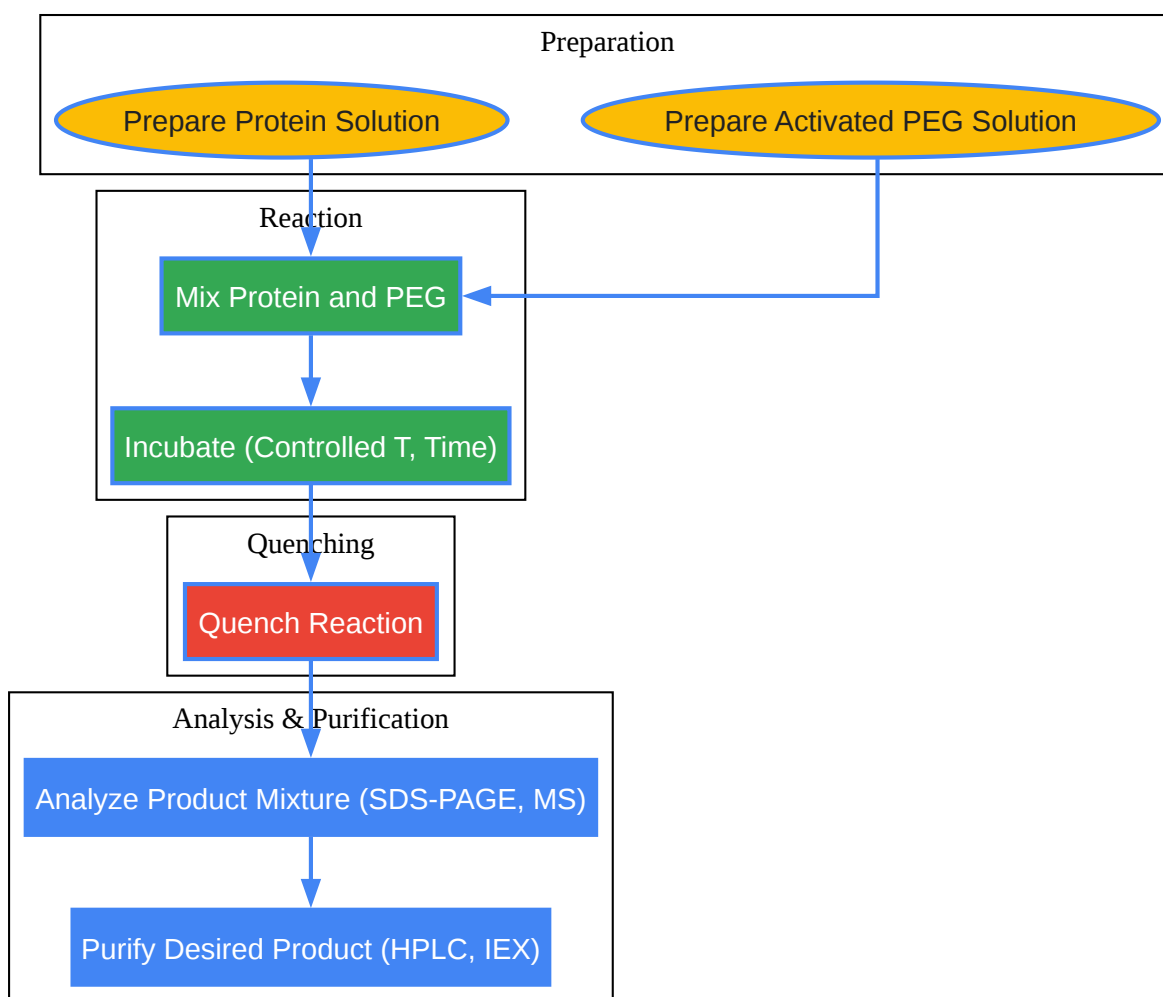 Preparation
Prepare Protein Solution
Prepare Activated PEG Solution
Reaction
Mix Protein and PEG
Incubate (Controlled T, Time)
Quenching
Quench Reaction
Analysis & Purification
Analyze Product Mixture (SDS-PAGE, MS)
Purify Desired Product (HPLC, IEX)